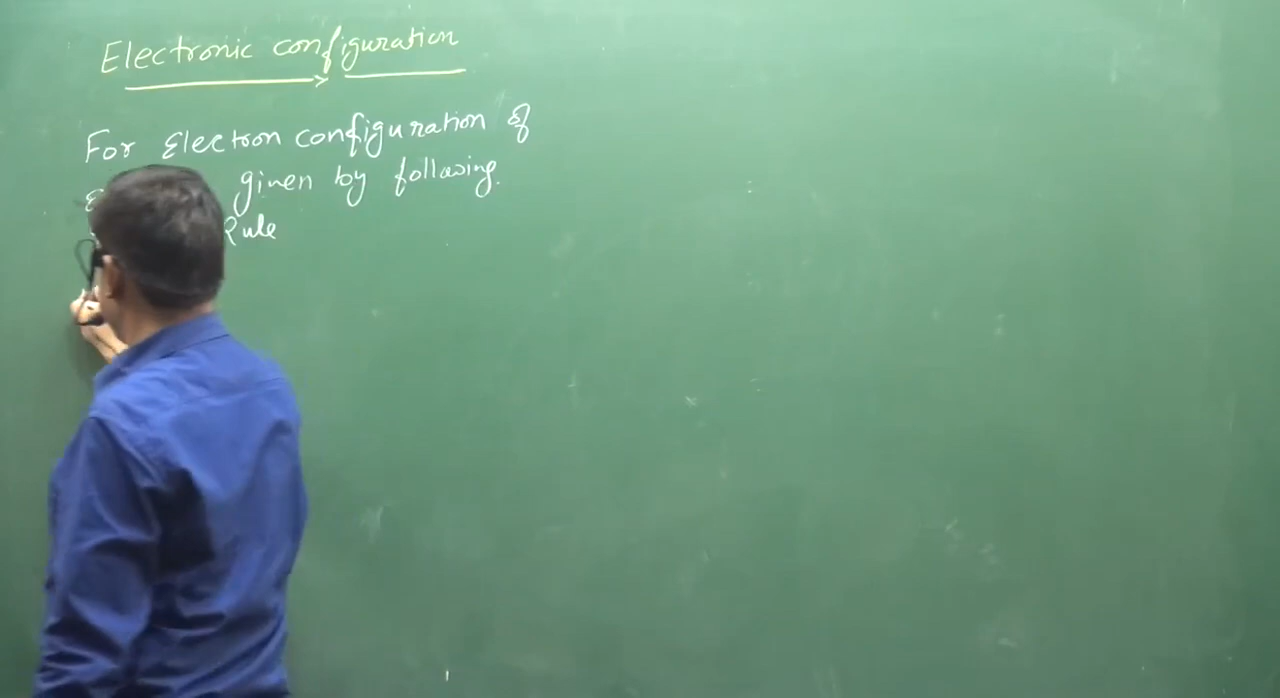 Electronic configuration
For Electron configuration of
given by following.
Rule